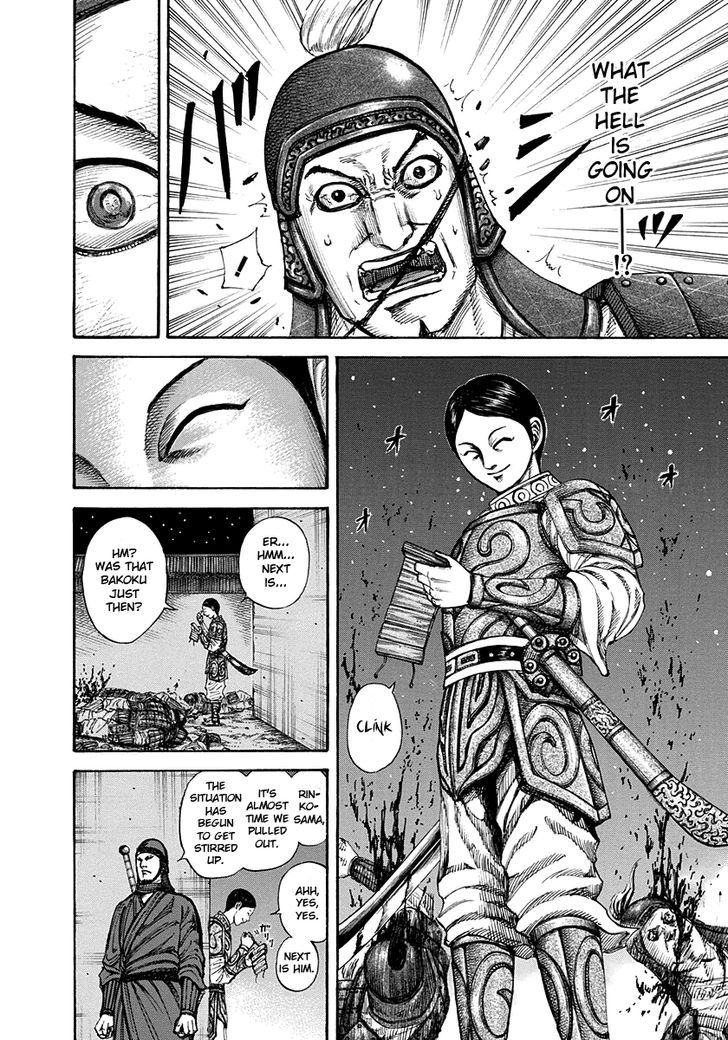 WHAT
THE
HELL
IS
GOING
ON
—
!?
!
CLINK
ER...
HMM...
NEXT
IS...
HM?
WAS THAT
BAKOKU
JUST
THEN?
RIN-
KO-
SAMA,
IT'S
ALMOST
TIME WE
PULLED
OUT.
THE
SITUATION
HAS
BEGUN
TO GET
STIRRED
UP.
AHH,
YES,
YES.
NEXT
IS HIM.